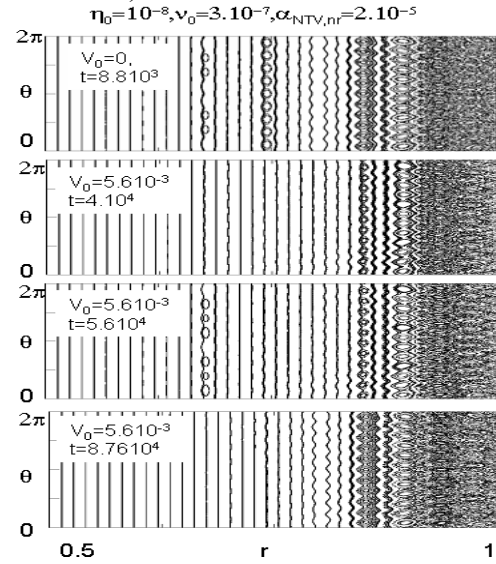 η₀=10⁻⁸,ν₀=3.10⁻⁷,α_NTV,nr=2.10⁻⁵
2π
V₀=0,
t=8.810³
θ
0
2π
V₀=5.610⁻³
t=4.10⁴
θ
0
2π
V₀=5.610⁻³
t=5.610⁴
θ
0
2π
V₀=5.610⁻³
t=8.7610⁴
θ
0
0.5 r 1